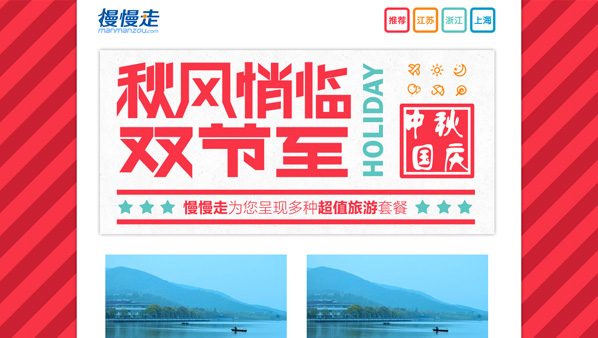 慢慢走
manmanzou.com
推荐 江苏 浙江 上海
秋风悄临
双节至
HOLIDAY
中秋
国庆
慢慢走为您呈现多种超值旅游套餐